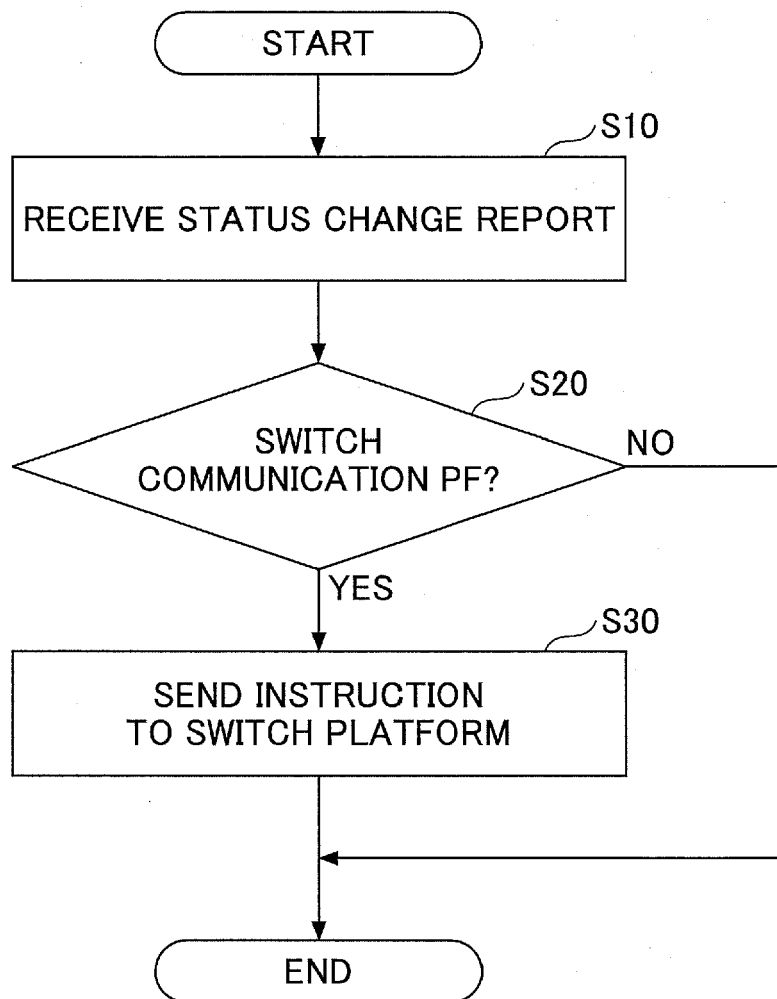 START
S10
RECEIVE STATUS CHANGE REPORT
S20
SWITCH
COMMUNICATION PF?
NO
YES
S30
SEND INSTRUCTION
TO SWITCH PLATFORM
END